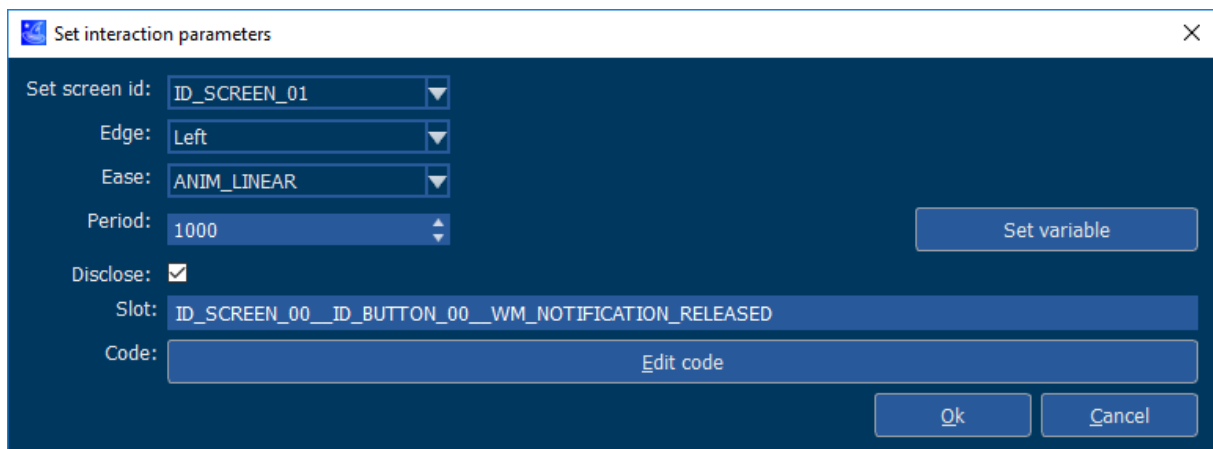 Set interaction parameters
Set screen id: ID_SCREEN_01
Edge: Left
Ease: ANIM_LINEAR
Period: 1000
Set variable
Disclose:
Slot: ID_SCREEN_00__ID_BUTTON_00__WM_NOTIFICATION_RELEASED
Code: Edit code
Ok Cancel